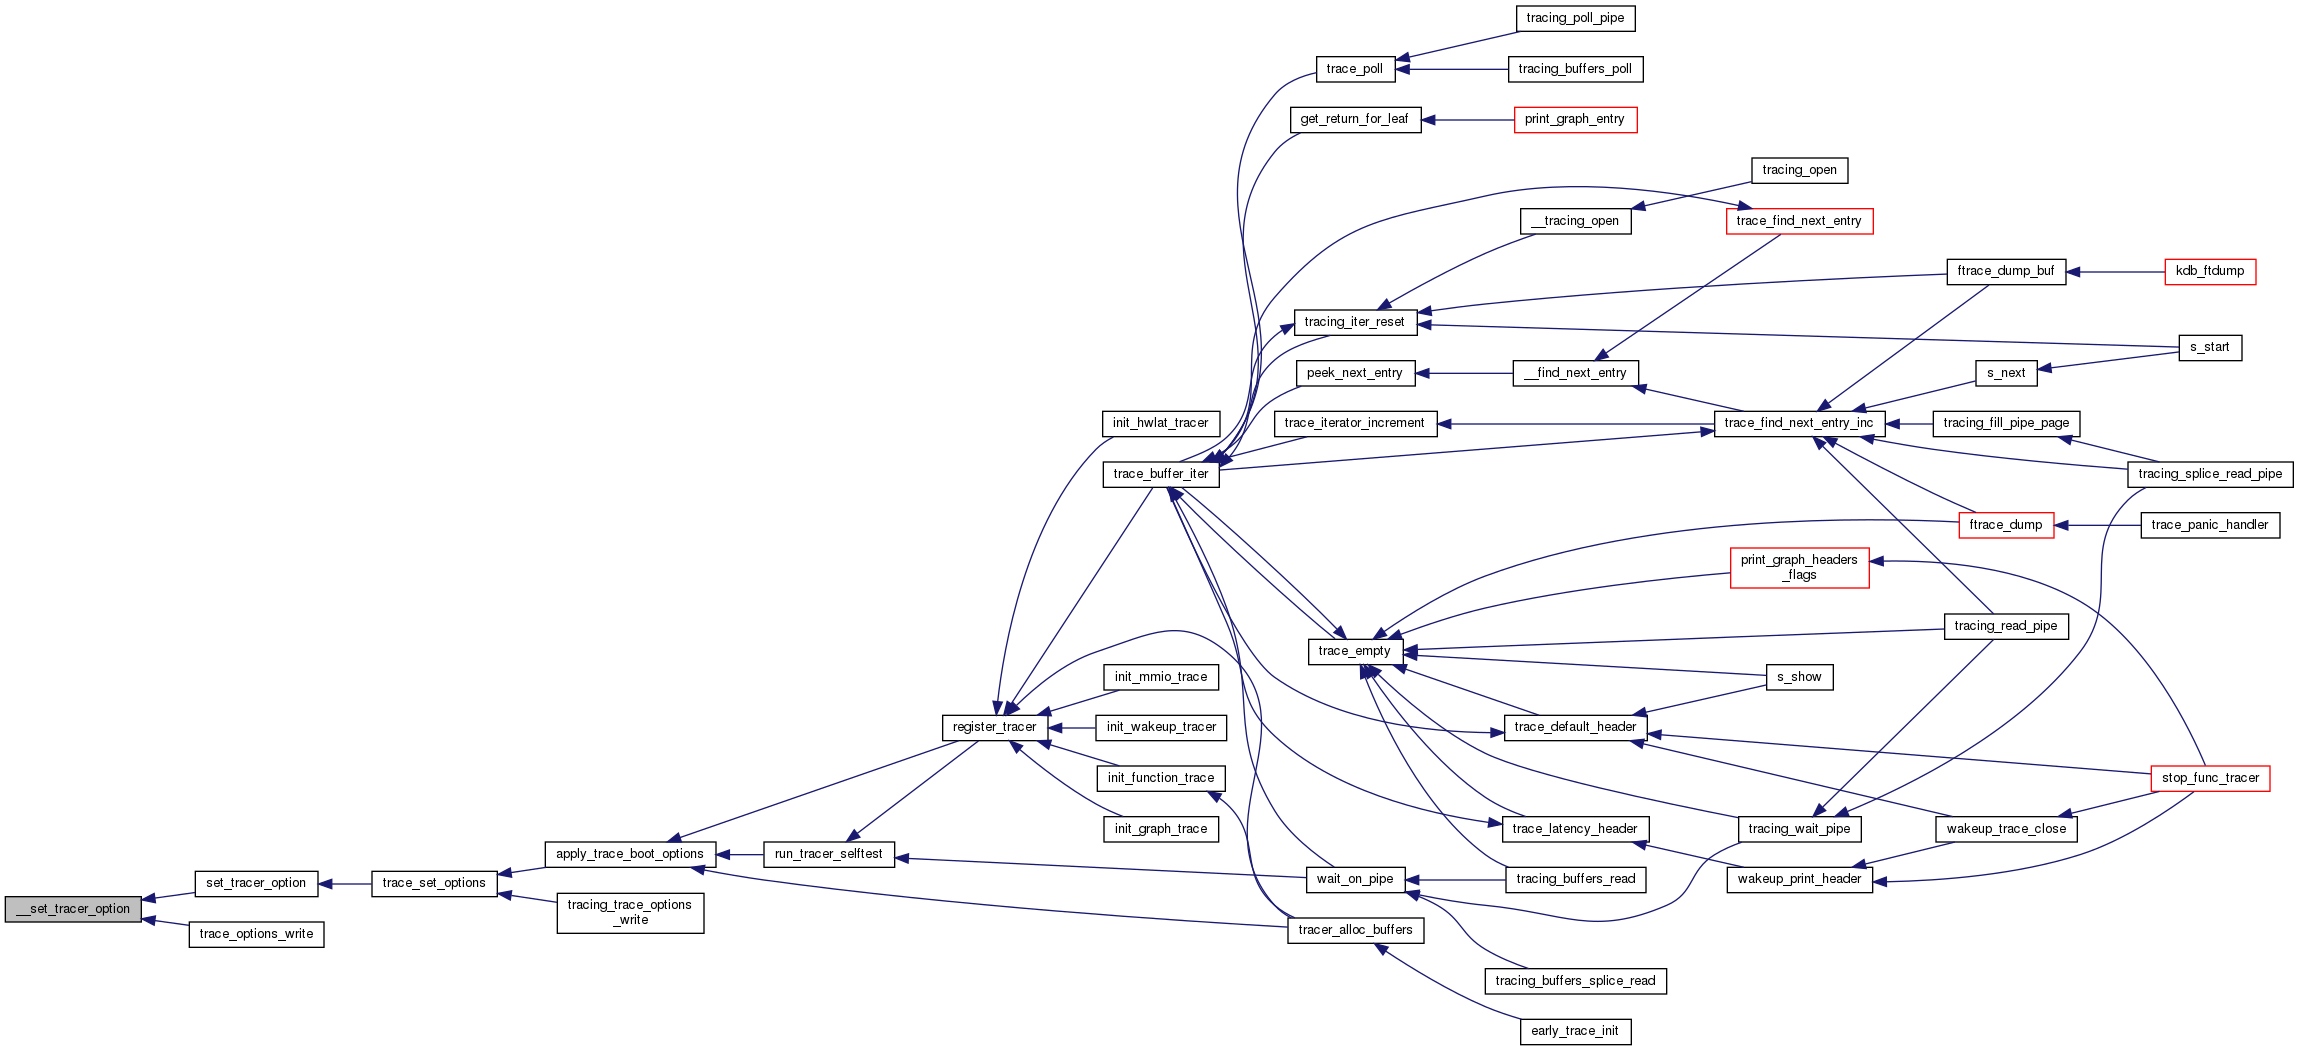 tracing_poll_pipe
trace_poll
tracing_buffers_poll
get_return_for_leaf
print_graph_entry
tracing_open
__tracing_open
trace_find_next_entry
ftrace_dump_buf
kdb_ftdump
tracing_iter_reset
s_start
peek_next_entry
__find_next_entry
s_next
init_hwlat_tracer
trace_iterator_increment
trace_find_next_entry_inc
tracing_fill_pipe_page
trace_buffer_iter
tracing_splice_read_pipe
ftrace_dump
trace_panic_handler
print_graph_headers
_flags
tracing_read_pipe
trace_empty
init_mmio_trace
s_show
register_tracer
init_wakeup_tracer
trace_default_header
init_function_trace
stop_func_tracer
init_graph_trace
trace_latency_header
tracing_wait_pipe
wakeup_trace_close
apply_trace_boot_options
run_tracer_selftest
set_tracer_option
trace_set_options
wait_on_pipe
tracing_buffers_read
wakeup_print_header
__set_tracer_option
tracing_trace_options
_write
trace_options_write
tracer_alloc_buffers
tracing_buffers_splice_read
early_trace_init